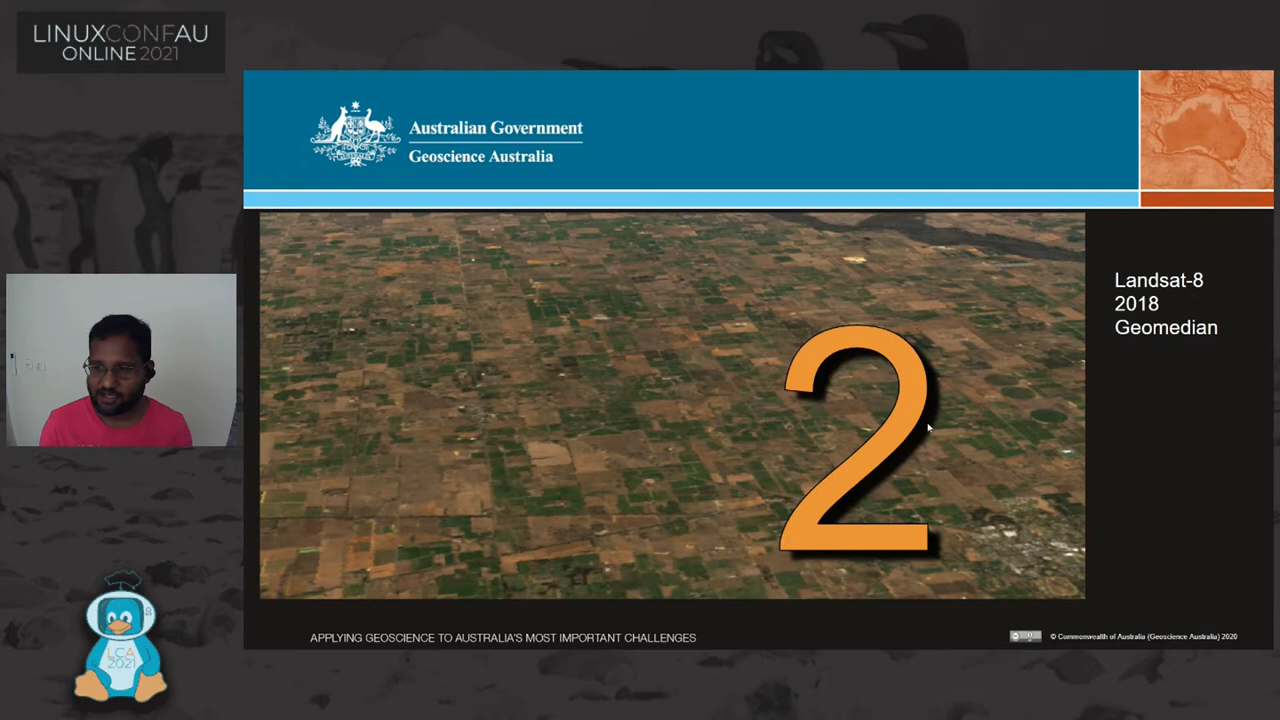 LINUXCONFAU
ONLINE 2021
Australian Government
Geoscience Australia
Landsat-8
2018
Geomedian
2
LCA
2021
APPLYING GEOSCIENCE TO AUSTRALIA'S MOST IMPORTANT CHALLENGES
© Commonwealth of Australia (Geoscience Australia) 2020